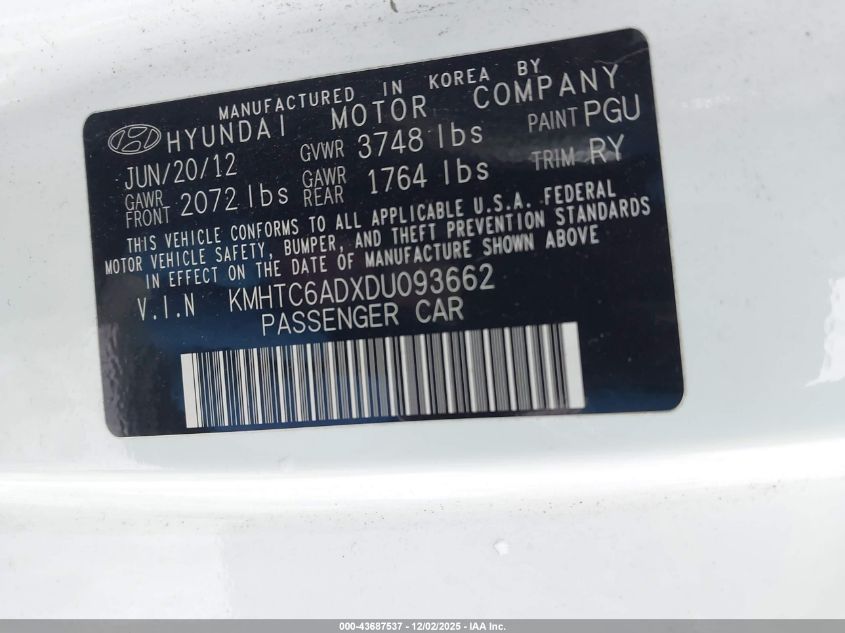 MANUFACTURED IN KOREA BY
HYUNDAI MOTOR COMPANY
JUN/20/12 GVWR 3748 lbs PAINT PGU
GAWR FRONT 2072 lbs GAWR REAR 1764 lbs TRIM RY
THIS VEHICLE CONFORMS TO ALL APPLICABLE U.S.A. FEDERAL
MOTOR VEHICLE SAFETY, BUMPER, AND THEFT PREVENTION STANDARDS
IN EFFECT ON THE DATE OF MANUFACTURE SHOWN ABOVE
V.I.N KMHTC6ADXDU093662
PASSENGER CAR
000-43687537 - 12/02/2025 - IAA Inc.